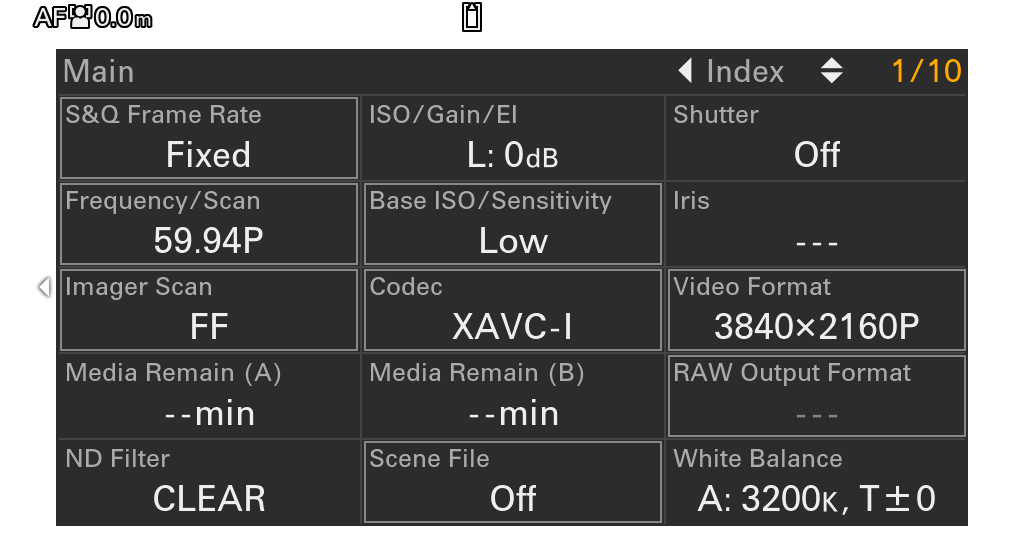 AF 0.0m
Main Index 1/10
S&Q Frame Rate ISO/Gain/EI Shutter
Fixed L: 0dB Off
Frequency/Scan Base ISO/Sensitivity Iris
59.94P Low ---
Imager Scan Codec Video Format
FF XAVC-I 3840×2160P
Media Remain (A) Media Remain (B) RAW Output Format
--min --min ---
ND Filter Scene File White Balance
CLEAR Off A: 3200K, T±0